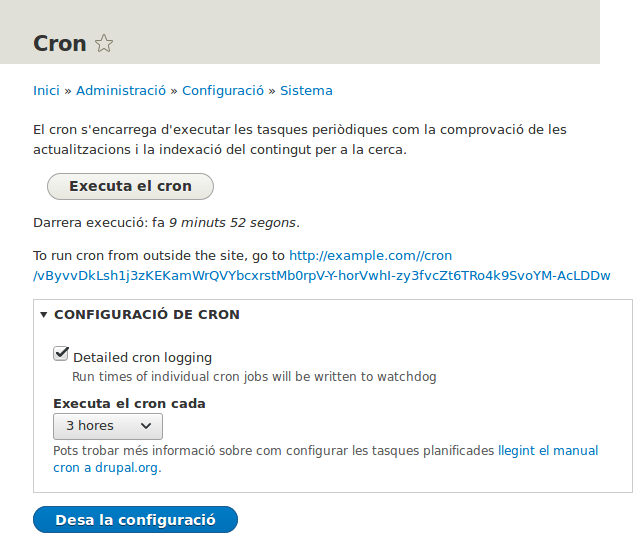 Cron
Inici » Administració » Configuració » Sistema
El cron s'encarrega d'executar les tasques periòdiques com la comprovació de les
actualitzacions i la indexació del contingut per a la cerca.
Executa el cron
Darrera execució: fa 9 minuts 52 segons.
To run cron from outside the site, go to http://example.com//cron
/vByvvDkLsh1j3zKEKamWrQVYbcxrstMb0rpV-Y-horVwhI-zy3fvcZt6TRo4k9SvoYM-AcLDDw
CONFIGURACIÓ DE CRON
Detailed cron logging
Run times of individual cron jobs will be written to watchdog
Executa el cron cada
3 hores
Pots trobar més informació sobre com configurar les tasques planificades llegint el manual
cron a drupal.org.
Desa la configuració